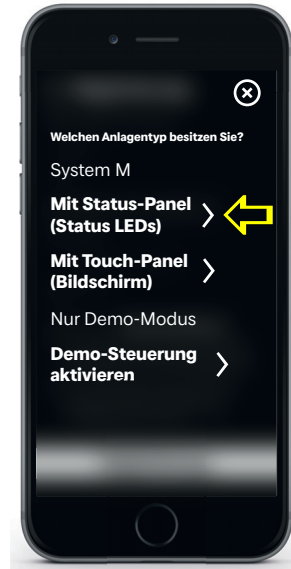 Welchen Anlagentyp besitzen Sie?
System M
Mit Status-Panel
(Status LEDs)
Mit Touch-Panel
(Bildschirm)
Nur Demo-Modus
Demo-Steuerung
aktivieren